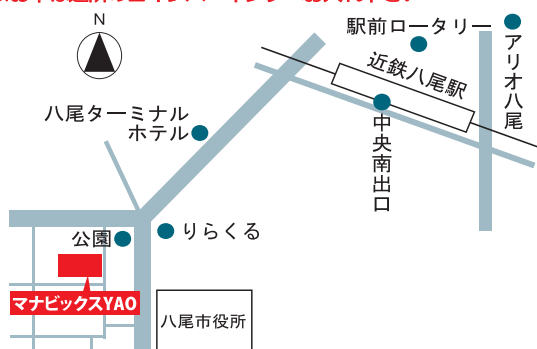 N
駅前ロータリー
アリオ八尾
近鉄八尾駅
八尾ターミナル
ホテル
中央南出口
公園
りらくる
マナビックスYAO
八尾市役所